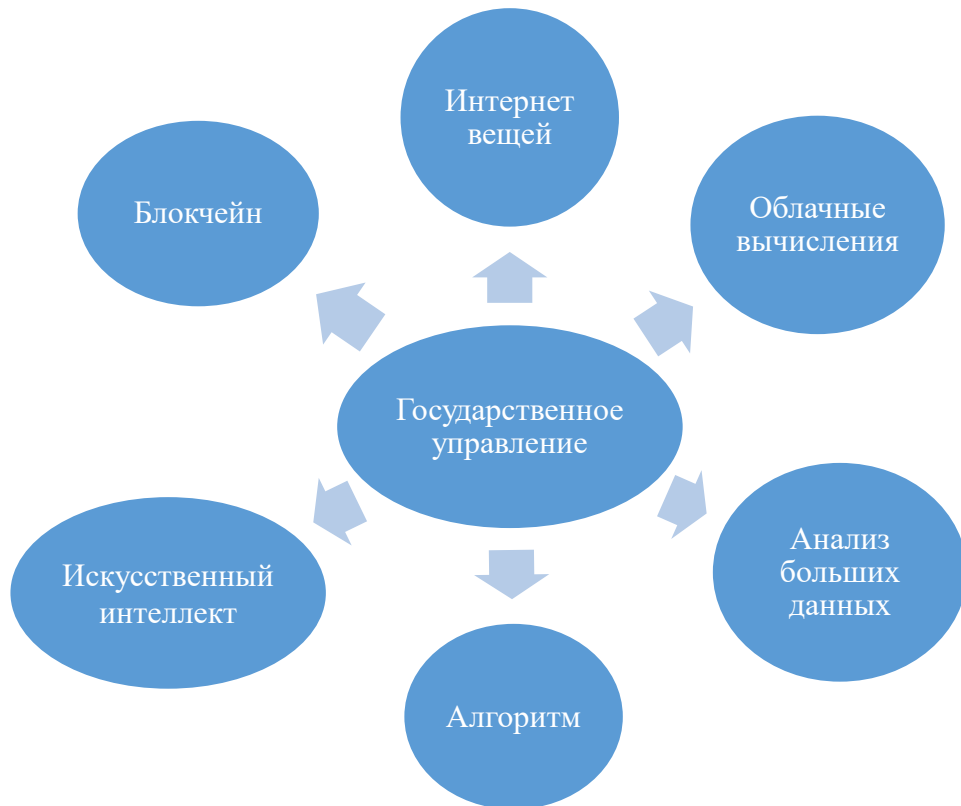 Интернет
вещей
Блокчейн
Облачные
вычисления
Государственное
управление
Искусственный
интеллект
Анализ
больших
данных
Алгоритм